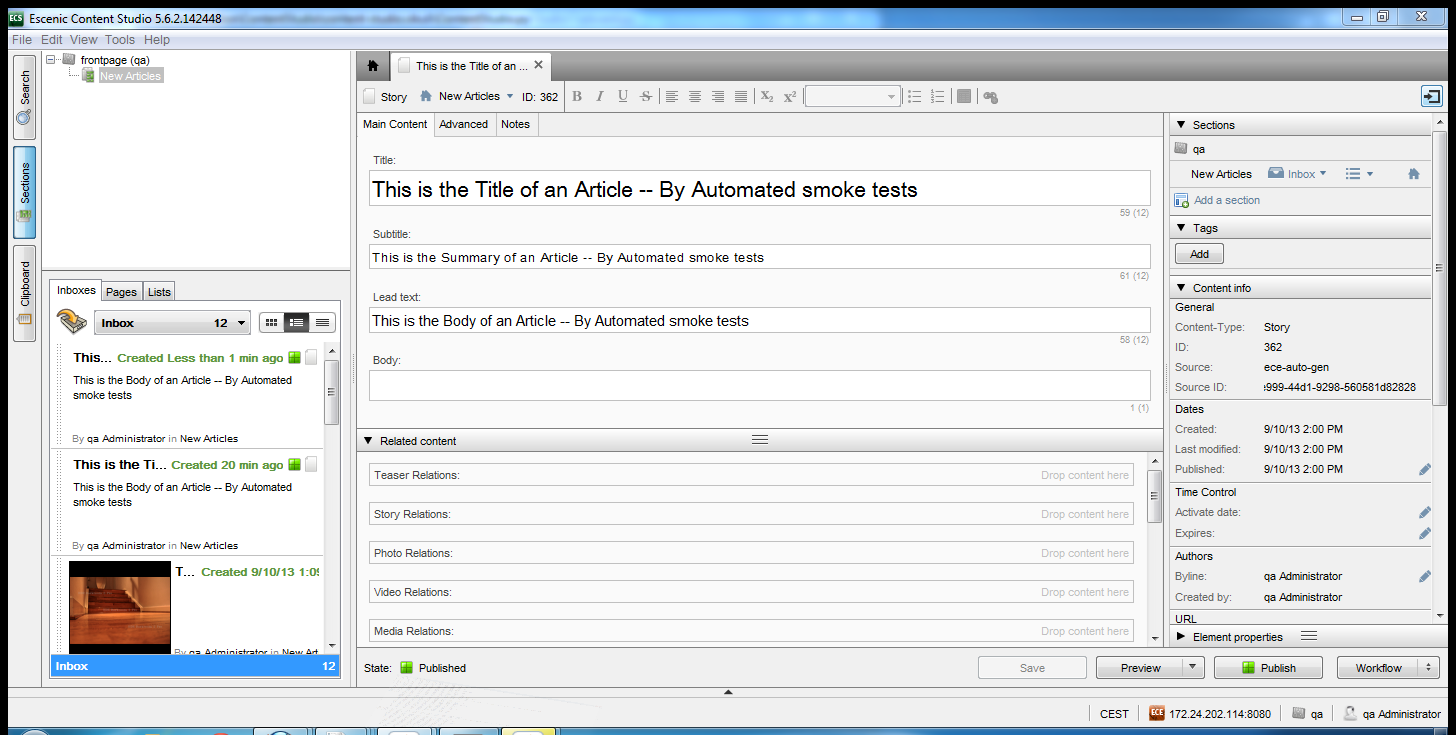 ECS Escenic Content Studio 5.6.2.142448
File Edit View Tools Help
Search
Sections
Clipboard
frontpage (qa)
New Articles
Inboxes Pages Lists
Inbox 12
This... Created Less than 1 min ago
This is the Body of an Article -- By Automated
smoke tests
By qa Administrator in New Articles
This is the Ti... Created 20 min ago
This is the Body of an Article -- By Automated
smoke tests
By qa Administrator in New Articles
T... Created 9/10/13 1:09
By qa Administrator in New Art
Inbox 12
This is the Title of an ...
Story New Articles ID: 362 B I U S X2 X2
Main Content Advanced Notes
Title:
This is the Title of an Article -- By Automated smoke tests
59 (12)
Subtitle:
This is the Summary of an Article -- By Automated smoke tests
61 (12)
Lead text:
This is the Body of an Article -- By Automated smoke tests
58 (12)
Body:
1 (1)
Related content
Teaser Relations: Drop content here
Story Relations: Drop content here
Photo Relations: Drop content here
Video Relations: Drop content here
Media Relations: Drop content here
Sections
qa
New Articles Inbox
Add a section
Tags
Add
Content info
General
Content-Type: Story
ID: 362
Source: ece-auto-gen
Source ID: 999-44d1-9298-560581d82828
Dates
Created: 9/10/13 2:00 PM
Last modified: 9/10/13 2:00 PM
Published: 9/10/13 2:00 PM
Time Control
Activate date:
Expires:
Authors
Byline: qa Administrator
Created by: qa Administrator
URL
Element properties
State: Published Save Preview Publish Workflow
CEST ECE 172.24.202.114:8080 qa qa Administrator